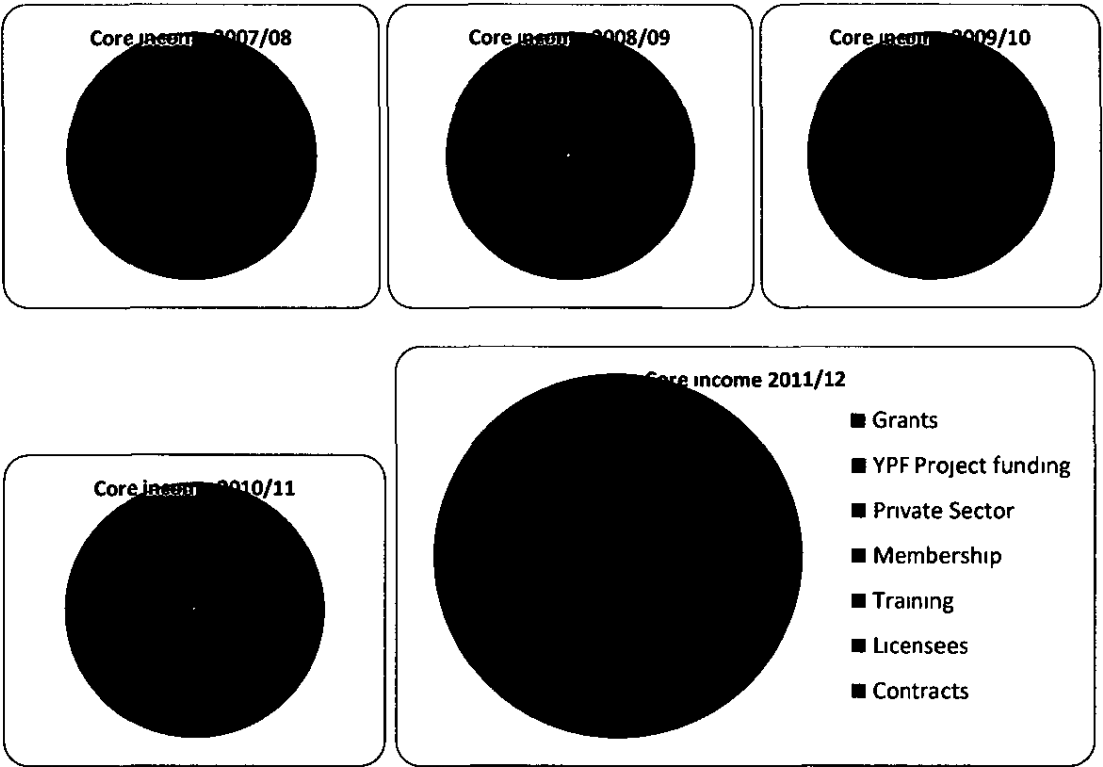 Core income 2007/08
Core income 2008/09
Core income 2009/10
Core income 2010/11
Core income 2011/12
Grants
YPF Project funding
Private Sector
Membership
Training
Licensees
Contracts